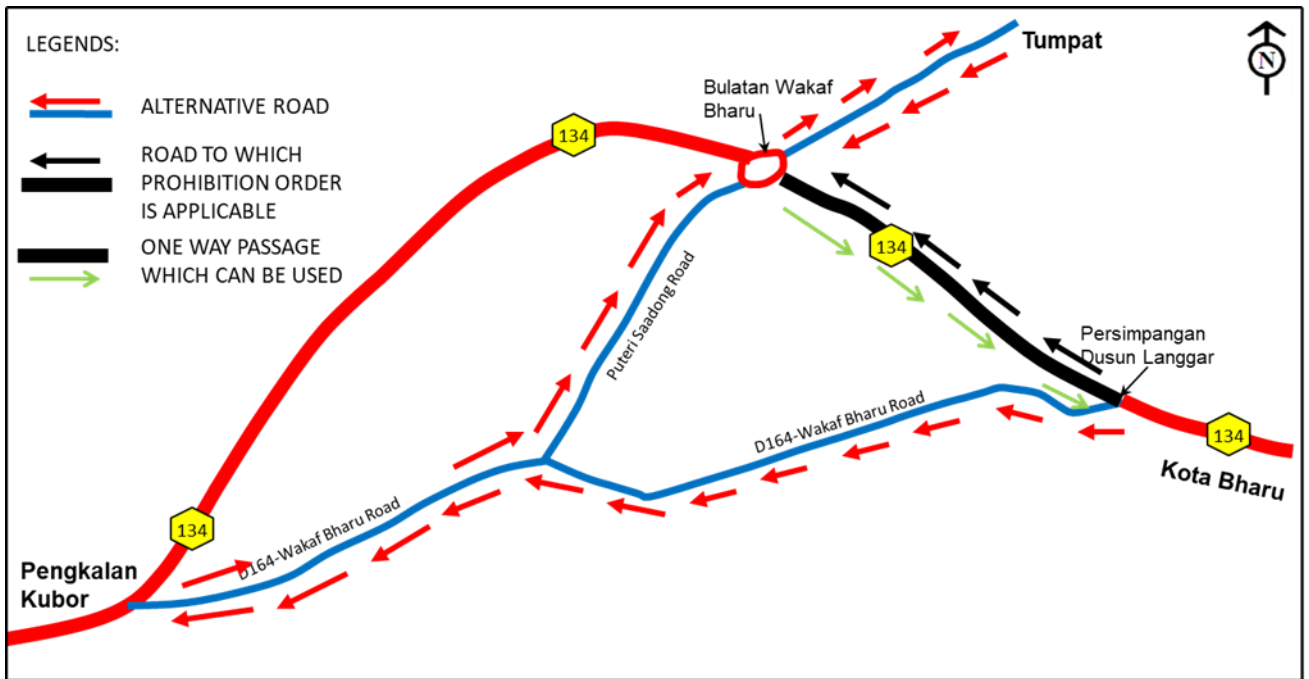 LEGENDS:
ALTERNATIVE ROAD
ROAD TO WHICH
PROHIBITION ORDER
IS APPLICABLE
ONE WAY PASSAGE
WHICH CAN BE USED
Tumpat
N
Bulatan Wakaf
Bharu
134
134
Puteri Saadong Road
Persimpangan
Dusun Langgar
D164-Wakaf Bharu Road
134
Kota Bharu
134
D164-Wakaf Bharu Road
Pengkalan
Kubor